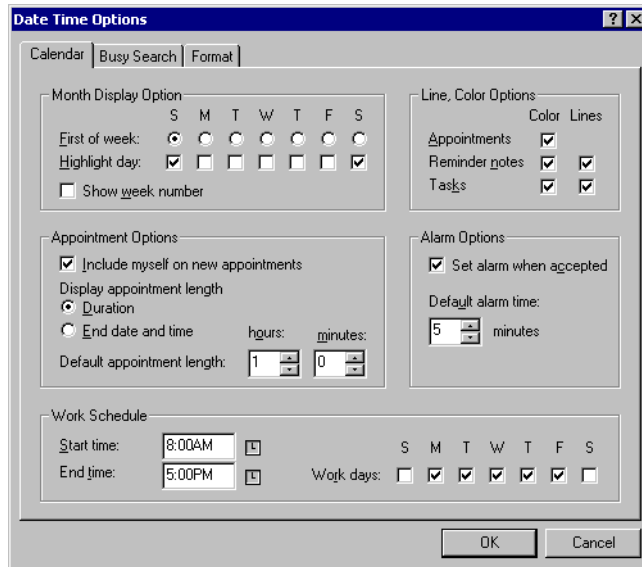 Date Time Options
Calendar Busy Search Format
Month Display Option
S M T W T F S
First of week:
Highlight day:
Show week number
Line, Color Options
Color Lines
Appointments
Reminder notes
Tasks
Appointment Options
Include myself on new appointments
Display appointment length
Duration
End date and time hours: minutes:
Default appointment length: 1 0
Alarm Options
Set alarm when accepted
Default alarm time:
5 minutes
Work Schedule
Start time: 8:00AM
S M T W T F S
End time: 5:00PM Work days:
OK Cancel